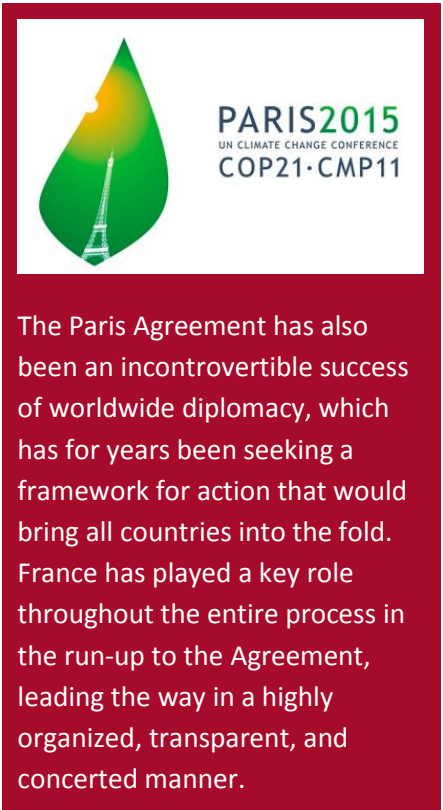 PARIS2015
UN CLIMATE CHANGE CONFERENCE
COP21·CMP11
The Paris Agreement has also
been an incontrovertible success
of worldwide diplomacy, which
has for years been seeking a
framework for action that would
bring all countries into the fold.
France has played a key role
throughout the entire process in
the run-up to the Agreement,
leading the way in a highly
organized, transparent, and
concerted manner.